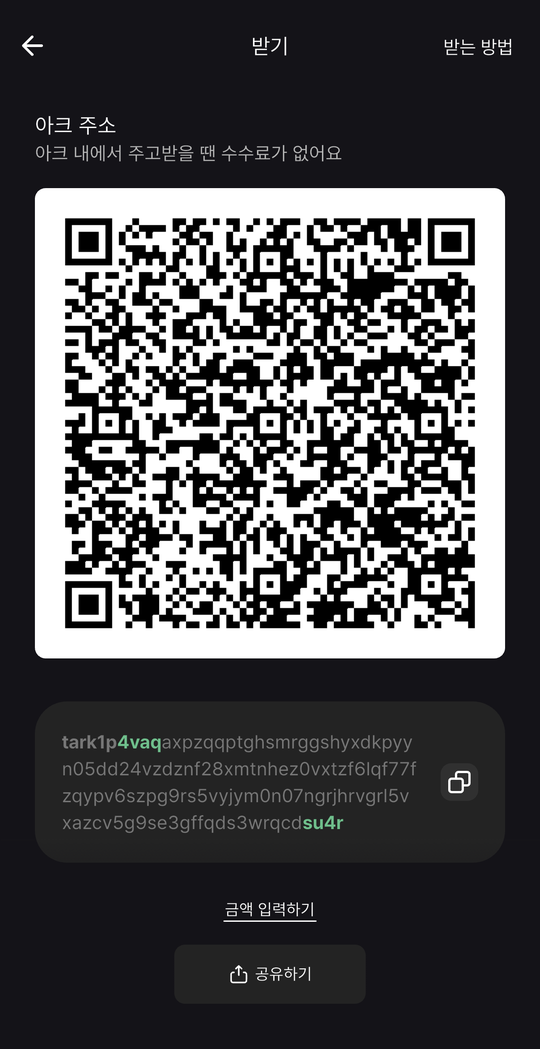 받기
받는 방법
아크 주소
아크 내에서 주고받을 땐 수수료가 없어요
tark1p4vaqaxpzqqptghsmrggshyxdkpyy
n05dd24vzdznf28xmtnhez0vxtzf6lqf77f
zqypv6szpg9rs5vyjym0n07ngrjhrvgrl5v
xazcv5g9se3gffqds3wrqcdsu4r
금액 입력하기
공유하기